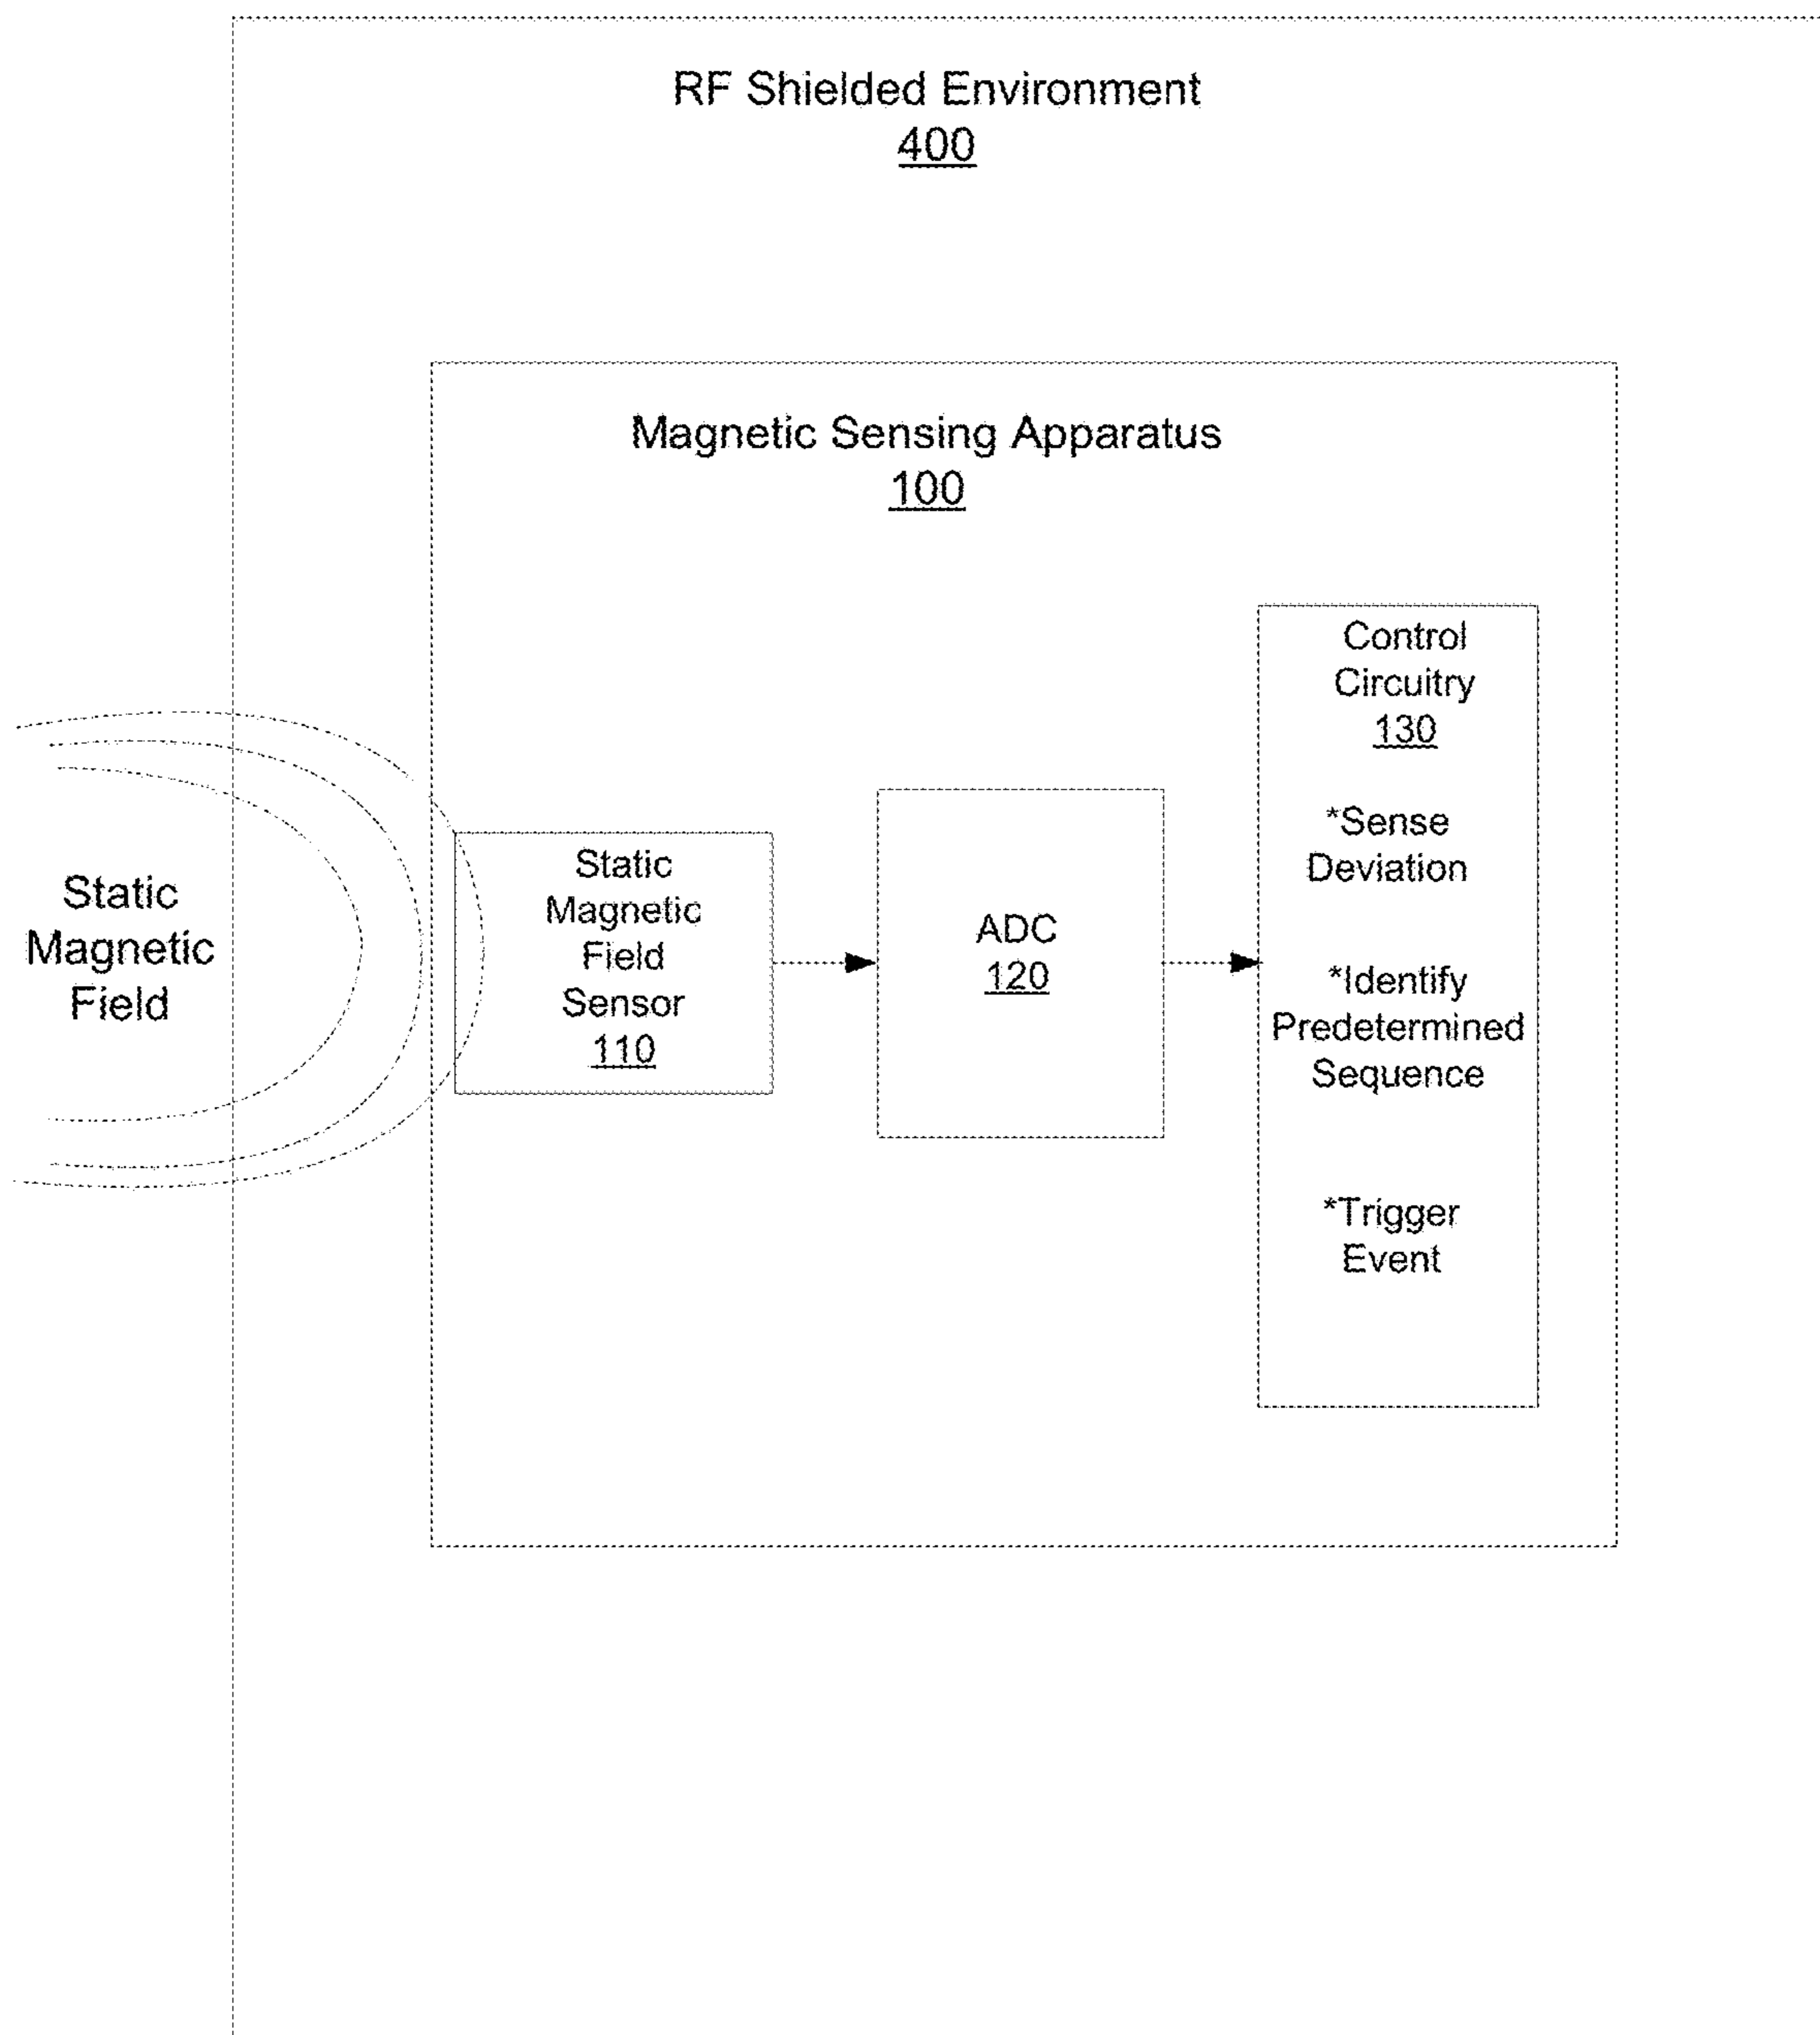 RF Shielded Environment
400
Magnetic Sensing Apparatus
100
Static
Magnetic
Field
Static
Magnetic
Field
Sensor
110
ADC
120
Control
Circuitry
130
*Sense
Deviation
*Identify
Predetermined
Sequence
*Trigger
Event